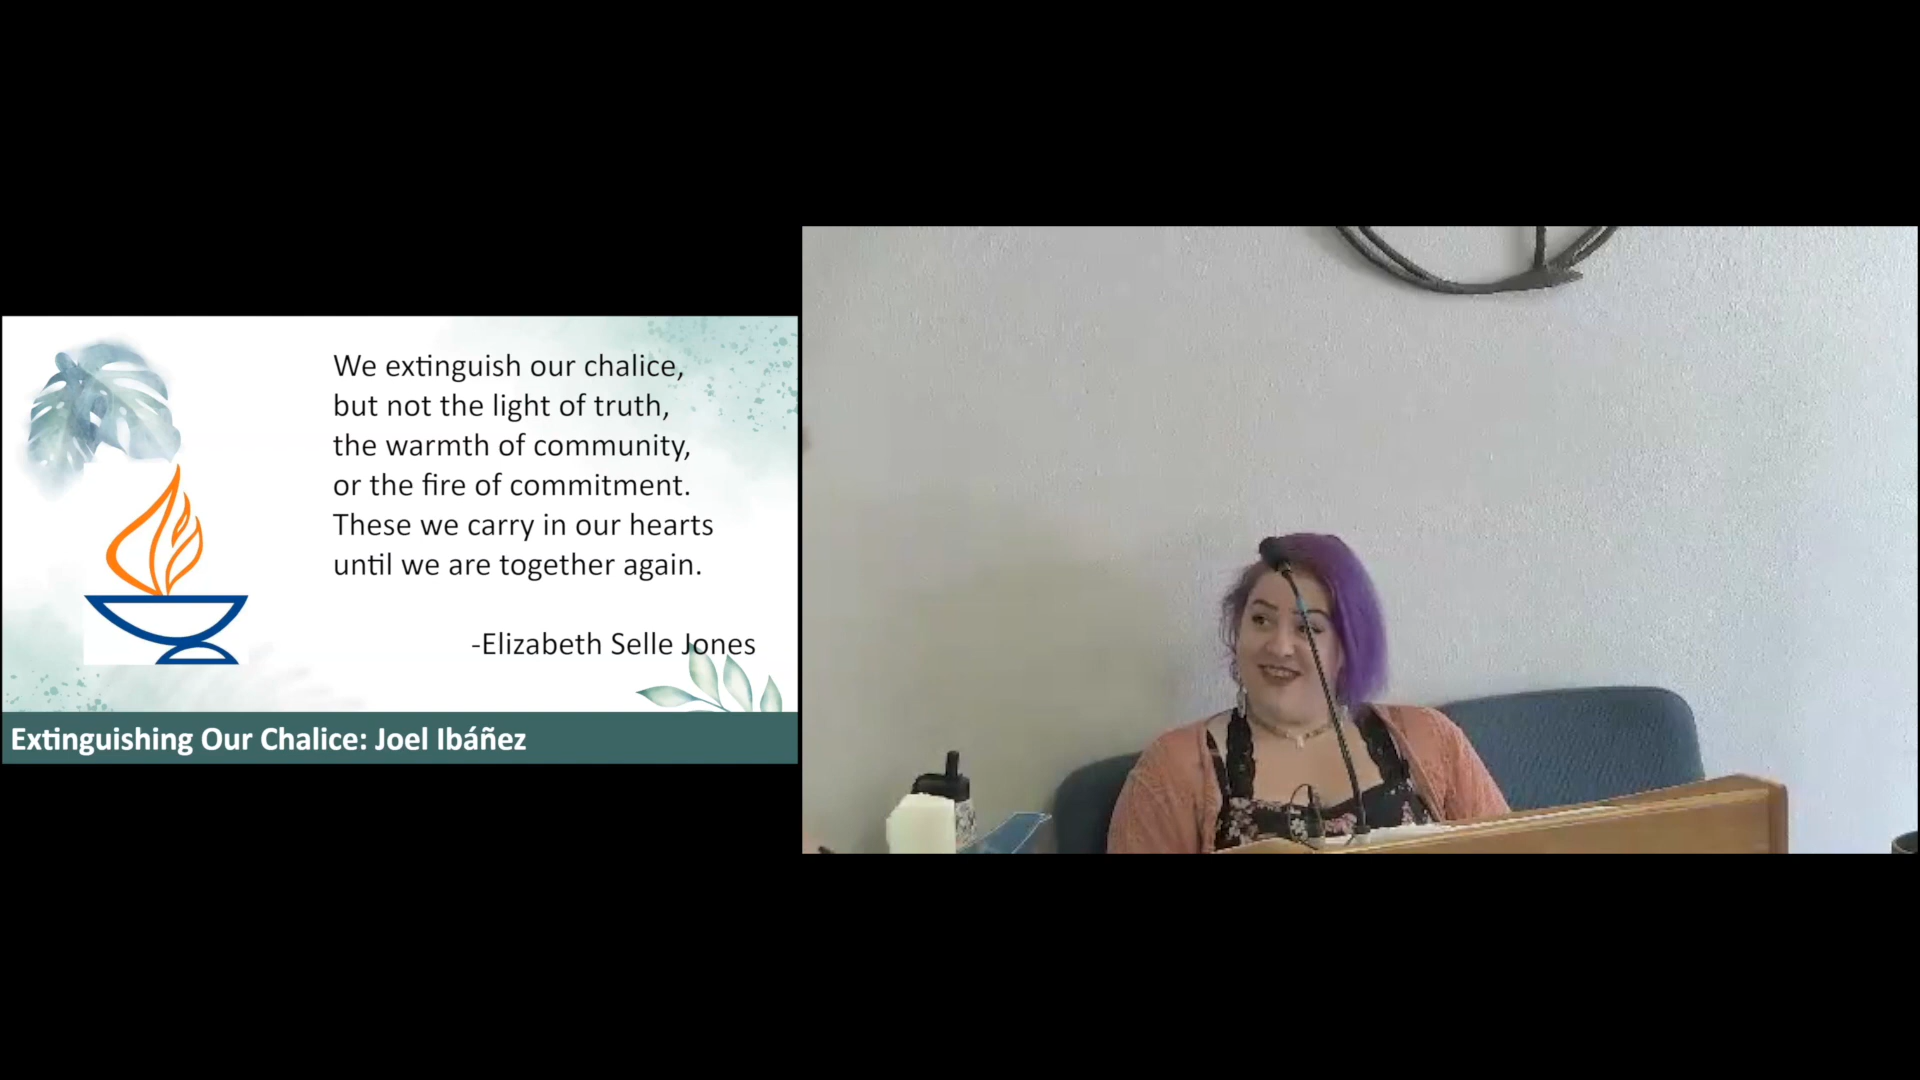 We extinguish our chalice,
but not the light of truth,
the warmth of community,
or the fire of commitment.
These we carry in our hearts
until we are together again.
-Elizabeth Selle Jones
Extinguishing Our Chalice: Joel Ibáñez